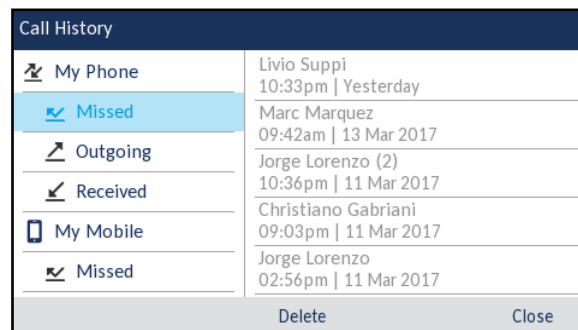 Call History
My Phone
Missed
Outgoing
Received
My Mobile
Missed
Livio Suppi
10:33pm | Yesterday
Marc Marquez
09:42am | 13 Mar 2017
Jorge Lorenzo (2)
10:36pm | 11 Mar 2017
Christiano Gabriani
09:03pm | 11 Mar 2017
Jorge Lorenzo
02:56pm | 11 Mar 2017
Delete
Close